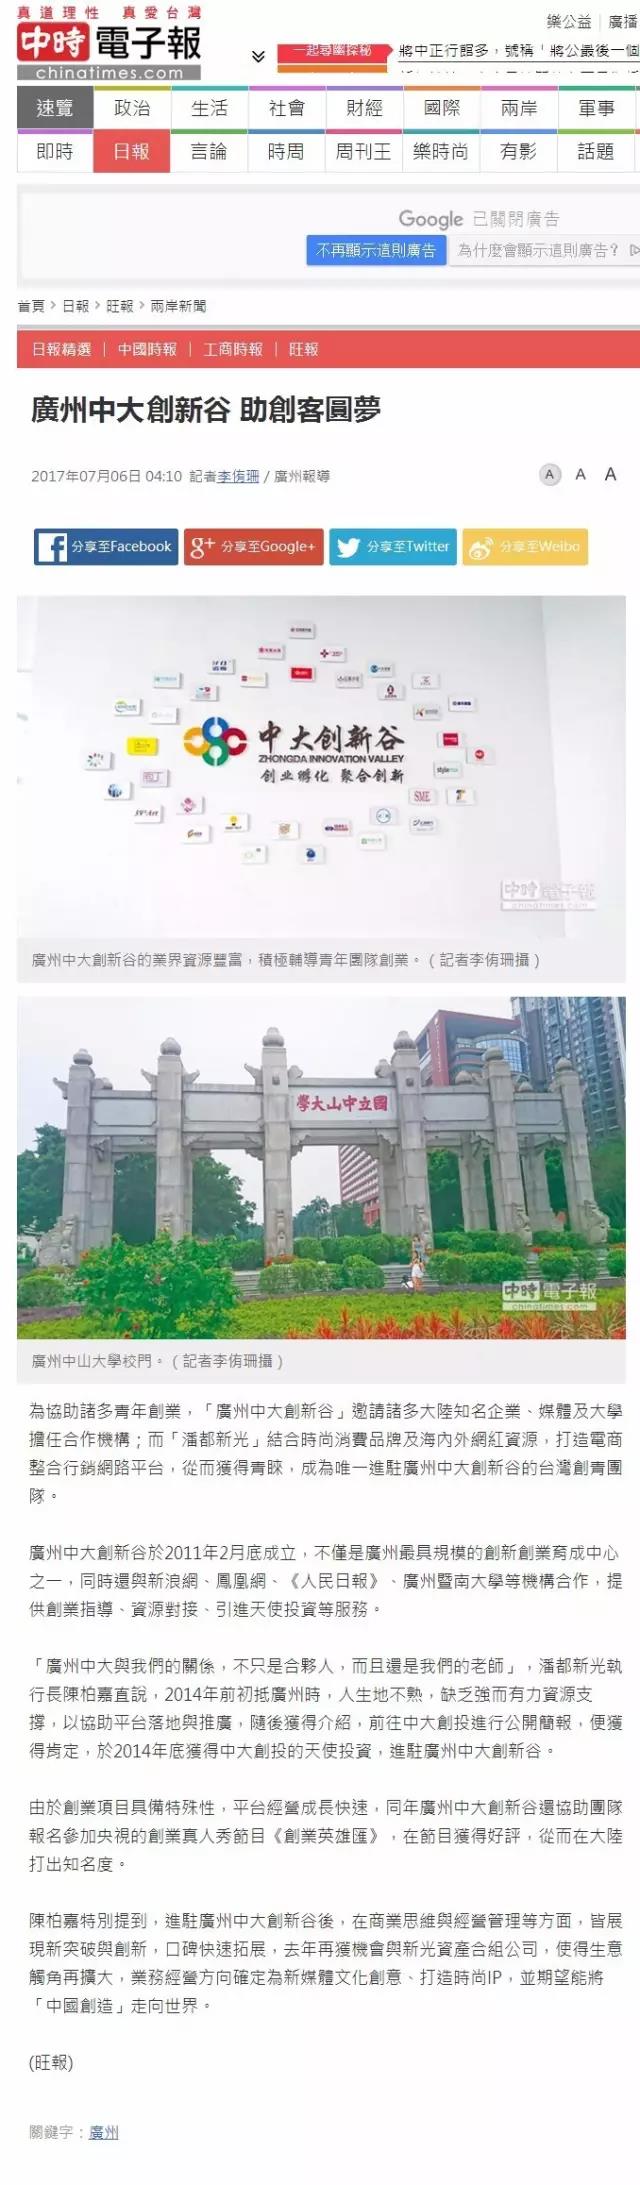 真道理性 真愛台灣
中時電子報
chinatimes.com
樂公益 | 廣播
一起尋幽探秘
將中正行館多，號稱「將公最後一個
速覽 政治 生活 社會 財經 國際 兩岸 軍事
即時 日報 言論 時周 周刊王 樂時尚 有影 話題
Google 已關閉廣告
不再顯示這則廣告 為什麼會顯示這則廣告？
首頁 › 日報 › 旺報 › 兩岸新聞
日報精選 | 中國時報 | 工商時報 | 旺報
廣州中大創新谷 助創客圓夢
2017年07月06日 04:10 記者李侑珊 / 廣州報導
A A A
分享至Facebook 分享至Google+ 分享至Twitter 分享至Weibo
中大创新谷
ZHONGDA INNOVATION VALLEY
创业孵化 聚合创新
stylemax
SME
中時電子報
chinatimes.com
廣州中大創新谷的業界資源豐富，積極輔導青年團隊創業。（記者李侑珊攝）
學大山中立國
中時電子報
chinatimes.com
廣州中山大學校門。（記者李侑珊攝）
為協助諸多青年創業，「廣州中大創新谷」邀請諸多大陸知名企業、媒體及大學
擔任合作機構；而「潘都新光」結合時尚消費品牌及海內外網紅資源，打造電商
整合行銷網路平台，從而獲得青睞，成為唯一進駐廣州中大創新谷的台灣創青團
隊。
廣州中大創新谷於2011年2月底成立，不僅是廣州最具規模的創新創業育成中心
之一，同時還與新浪網、鳳凰網、《人民日報》、廣州暨南大學等機構合作，提
供創業指導、資源對接、引進天使投資等服務。
「廣州中大與我們的關係，不只是合夥人，而且還是我們的老師」，潘都新光執
行長陳柏嘉直說，2014年前初抵廣州時，人生地不熟，缺乏強而有力資源支
撐，以協助平台落地與推廣，隨後獲得介紹，前往中大創投進行公開簡報，便獲
得肯定，於2014年底獲得中大創投的天使投資，進駐廣州中大創新谷。
由於創業項目具備特殊性，平台經營成長快速，同年廣州中大創新谷還協助團隊
報名參加央視的創業真人秀節目《創業英雄匯》，在節目獲得好評，從而在大陸
打出知名度。
陳柏嘉特別提到，進駐廣州中大創新谷後，在商業思維與經營管理等方面，皆展
現新突破與創新，口碑快速拓展，去年再獲機會與新光資產合組公司，使得生意
觸角再擴大，業務經營方向確定為新媒體文化創意、打造時尚IP，並期望能將
「中國創造」走向世界。
(旺報)
關鍵字：廣州